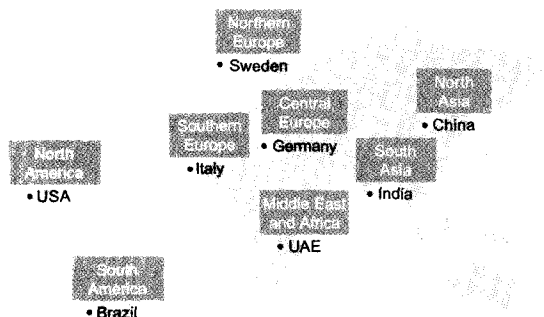 Northern
Europe
• Sweden
North
Asia
• China
Central
Europe
• Germany
Southern
Europe
• Italy
South
Asia
• India
North
America
• USA
Middle East
and Africa
• UAE
South
America
• Brazil